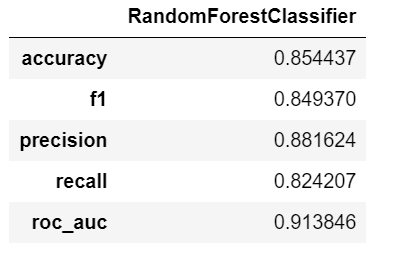 RandomForestClassifier
accuracy 0.854437
f1 0.849370
precision 0.881624
recall 0.824207
roc_auc 0.913846